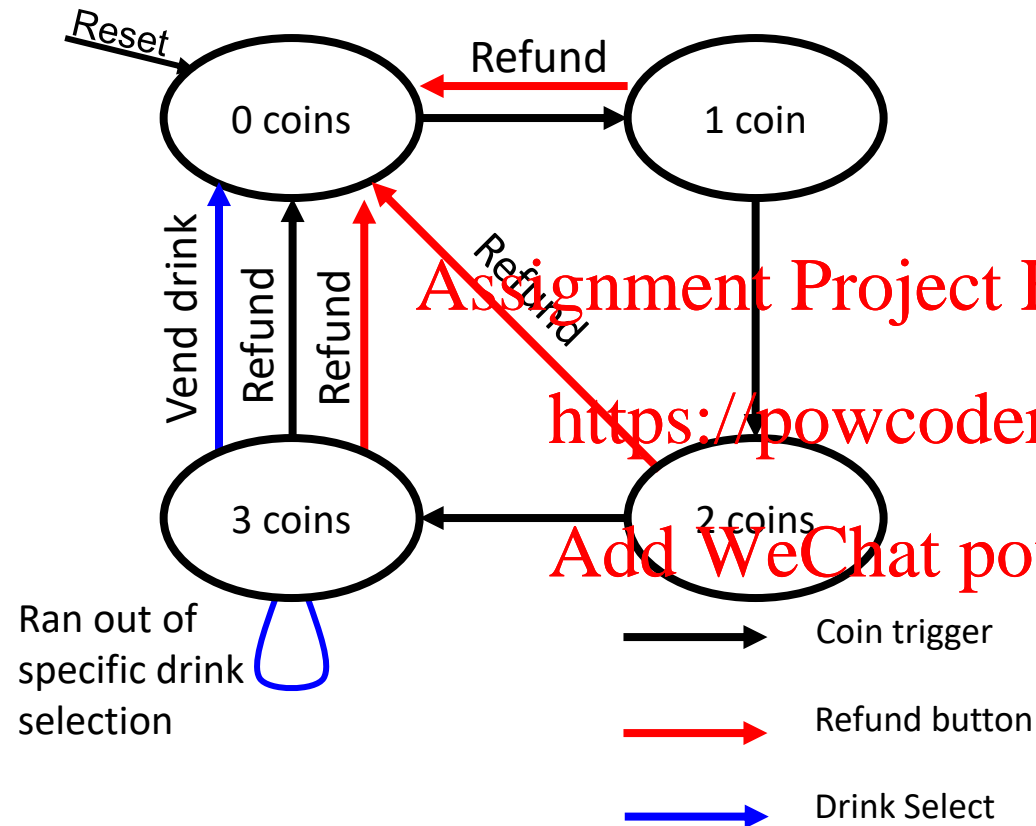 Reset
Refund
0 coins
1 coin
Vend drink
Refund
Refund
Refund
Assignment Project
https://powcoder
3 coins
2 coins
Add WeChat
Ran out of
specific drink
selection
Coin trigger
Refund button
Drink Select